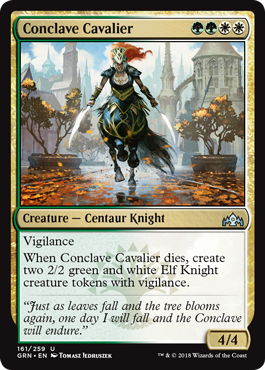 Conclave Cavalier
Creature — Centaur Knight
Vigilance
When Conclave Cavalier dies, create
two 2/2 green and white Elf Knight
creature tokens with vigilance.
“Just as leaves fall and the tree blooms
again, one day I will fall and the Conclave
will endure.”
4/4
161/259 U
GRN • EN Tomasz Jedruszek
™ & © 2018 Wizards of the Coast